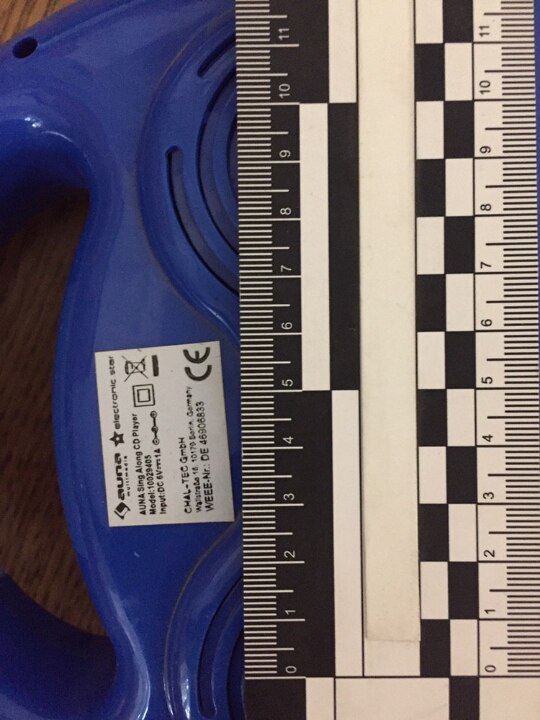 auna ★ electronic star
multimedia
AUNA Sing Along CD Player
Model:10029405
Input:DC 6V⎓1A
CHAL-TEC GmbH
Wallstraße 16, 10179 Berlin, Germany
WEEE-Nr.: DE 46906833
CE
11
10
9
8
7
6
5
4
3
2
1
0
11
10
9
8
7
6
5
4
3
2
1
0